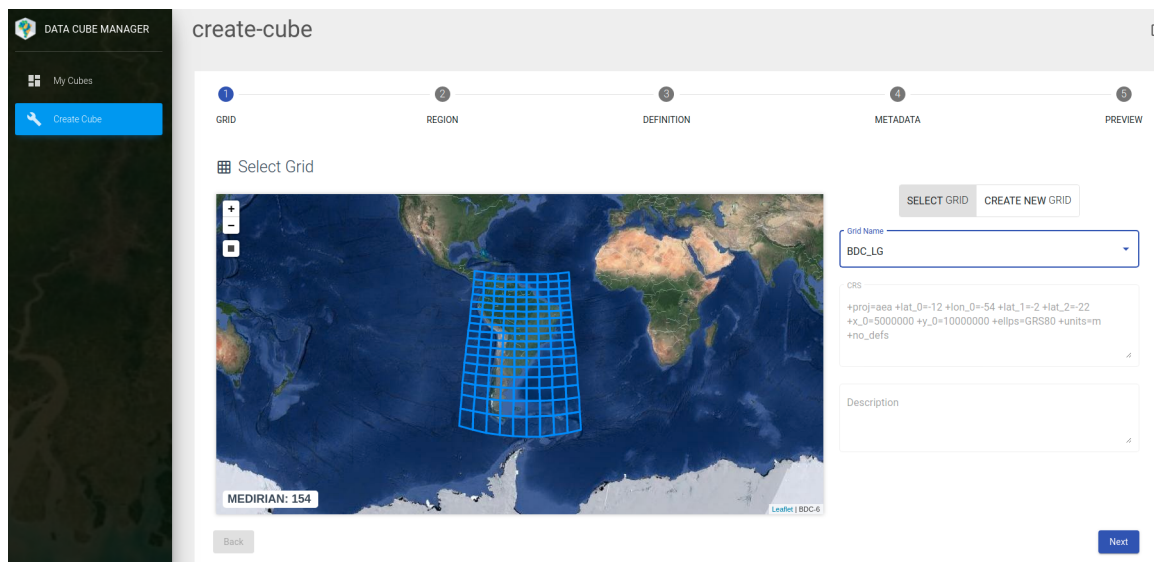 DATA CUBE MANAGER
create-cube
My Cubes
Create Cube
1
2
3
4
5
GRID
REGION
DEFINITION
METADATA
PREVIEW
Select Grid
SELECT GRID
CREATE NEW GRID
+
−
Grid Name
BDC_LG
CRS
+proj=aea +lat_0=-12 +lon_0=-54 +lat_1=-2 +lat_2=-22
+x_0=5000000 +y_0=10000000 +ellps=GRS80 +units=m
+no_defs
Description
MEDIRIAN: 154
Leaflet | BDC-6
Back
Next